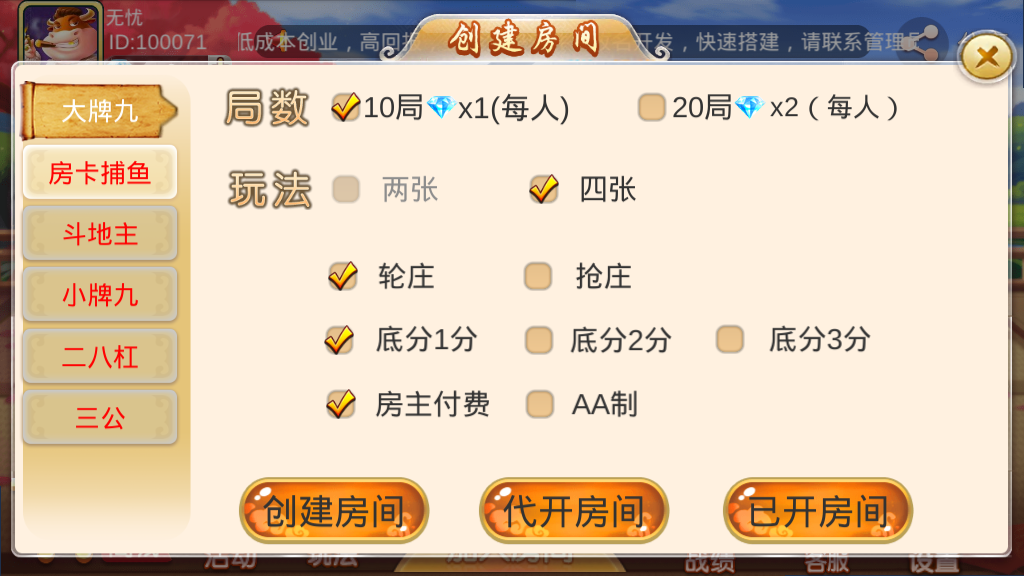 无忧
ID:100071
低成本创业，高回报
开发，快速搭建，请联系管理
创建房间
大牌九
房卡捕鱼
斗地主
小牌九
二八杠
三公
局数 10局 x1(每人) 20局 x2（每人）
玩法 两张 四张
轮庄 抢庄
底分1分 底分2分 底分3分
房主付费 AA制
创建房间 代开房间 已开房间
活动 玩法 加入房间 战绩 客服 设置